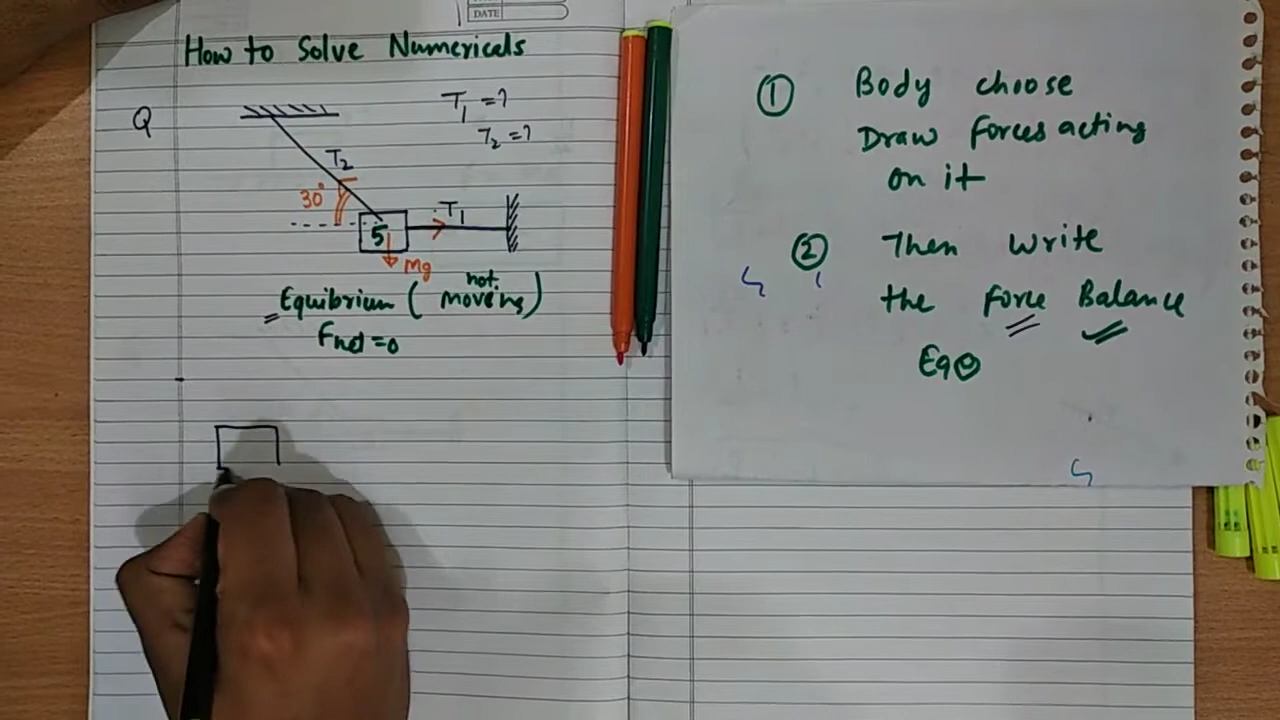 DATE
How to Solve Numericals
Q
T1 =?
T2 =?
T2
30°
T1
5
Mg
Equibrium ( not moveing )
Fnet =0
① Body choose
Draw forces acting
on it
② Then write
the force Balance
Eq